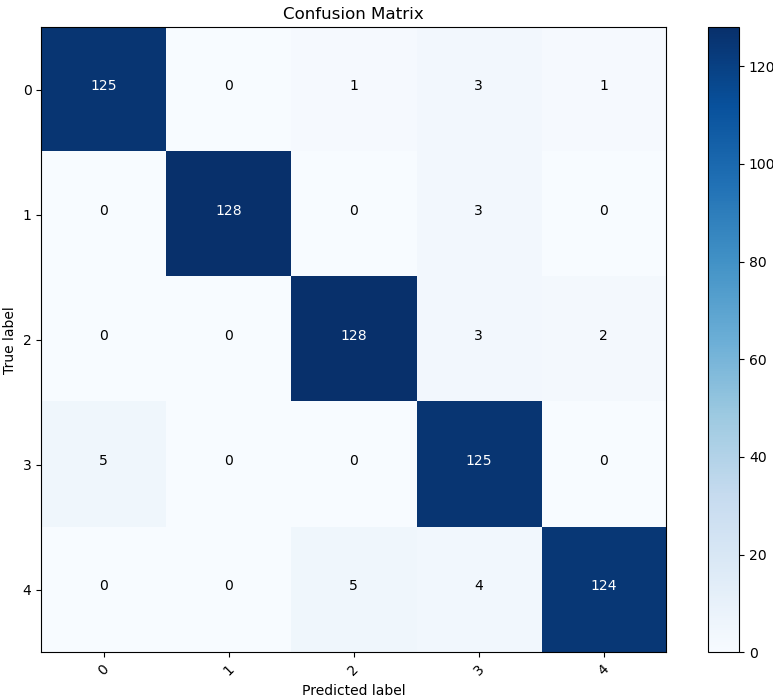 Confusion Matrix
0 125 0 1 3 1
1 0 128 0 3 0
2 0 0 128 3 2
3 5 0 0 125 0
4 0 0 5 4 124
True label
0 1 2 3 4
Predicted label
120
100
80
60
40
20
0